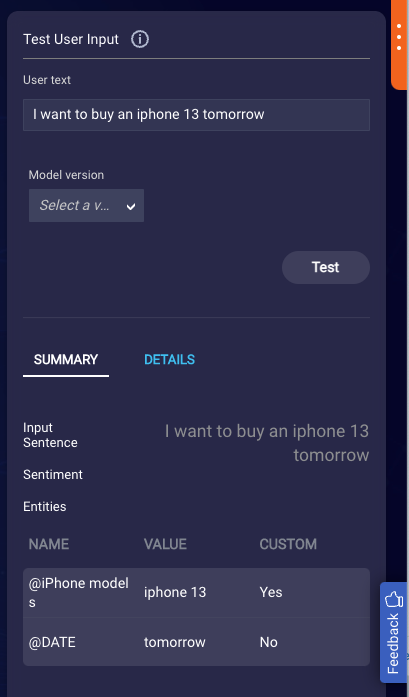 Test User Input
User text
I want to buy an iphone 13 tomorrow
Model version
Select a v...
Test
SUMMARY DETAILS
Input
Sentence
I want to buy an iphone 13
tomorrow
Sentiment
Entities
NAME VALUE CUSTOM
@iPhone model
s
iphone 13 Yes
@DATE tomorrow No
Feedback